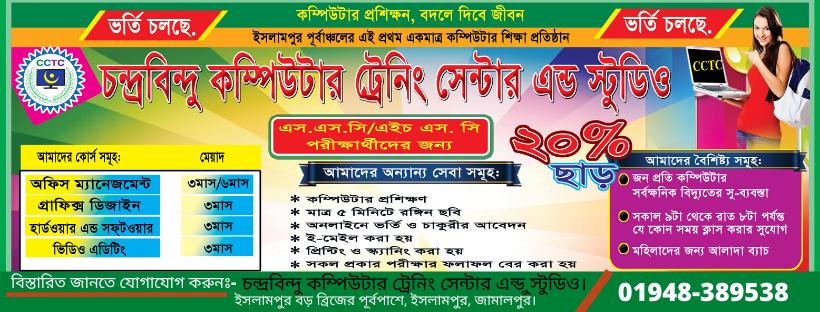 ভর্তি চলছে.
কম্পিউটার প্রশিক্ষন, বদলে দিবে জীবন
ভর্তি চলছে.
ইসলামপুর পূর্বাঞ্চলের এই প্রথম একমাত্র কম্পিউটার শিক্ষা প্রতিষ্ঠান
CCTC
চন্দ্রবিন্দু কম্পিউটার ট্রেনিং সেন্টার এন্ড স্টুডিও
CCTC
এস.এস.সি/এইচ এস. সি
পরীক্ষার্থীদের জন্য
২০%
ছাড়
আমাদের কোর্স সমূহ: মেয়াদ
অফিস ম্যানেজমেন্ট ৩মাস/৬মাস
গ্রাফিক্স ডিজাইন ৩মাস
হার্ডওয়ার এন্ড সফটওয়ার ৩মাস
ভিডিও এডিটিং ৩মাস
আমাদের অন্যান্য সেবা সমূহ:
* কম্পিউটার প্রশিক্ষণ
* মাত্র ৫ মিনিটে রঙ্গিন ছবি
* অনলাইনে ভর্তি ও চাকুরীর আবেদন
* ই-মেইল করা হয়
* প্রিন্টিং ও স্ক্যানিং করা হয়
* সকল প্রকার পরীক্ষার ফলাফল বের করা হয়
আমাদের বৈশিষ্ট্য সমূহ:
জন প্রতি কম্পিউটার
সর্বক্ষনিক বিদ্যুতের সু-ব্যবস্তা
সকাল ৯টা থেকে রাত ৮টা পর্যন্ত
যে কোন সময় ক্লাস করার সুযোগ
মহিলাদের জন্য আলাদা ব্যাচ
বিস্তারিত জানতে যোগাযোগ করুনঃ- চন্দ্রবিন্দু কম্পিউটার ট্রেনিং সেন্টার এন্ড স্টুডিও।
ইসলামপুর বড় ব্রিজের পূর্বপাশে, ইসলামপুর, জামালপুর।
01948-389538